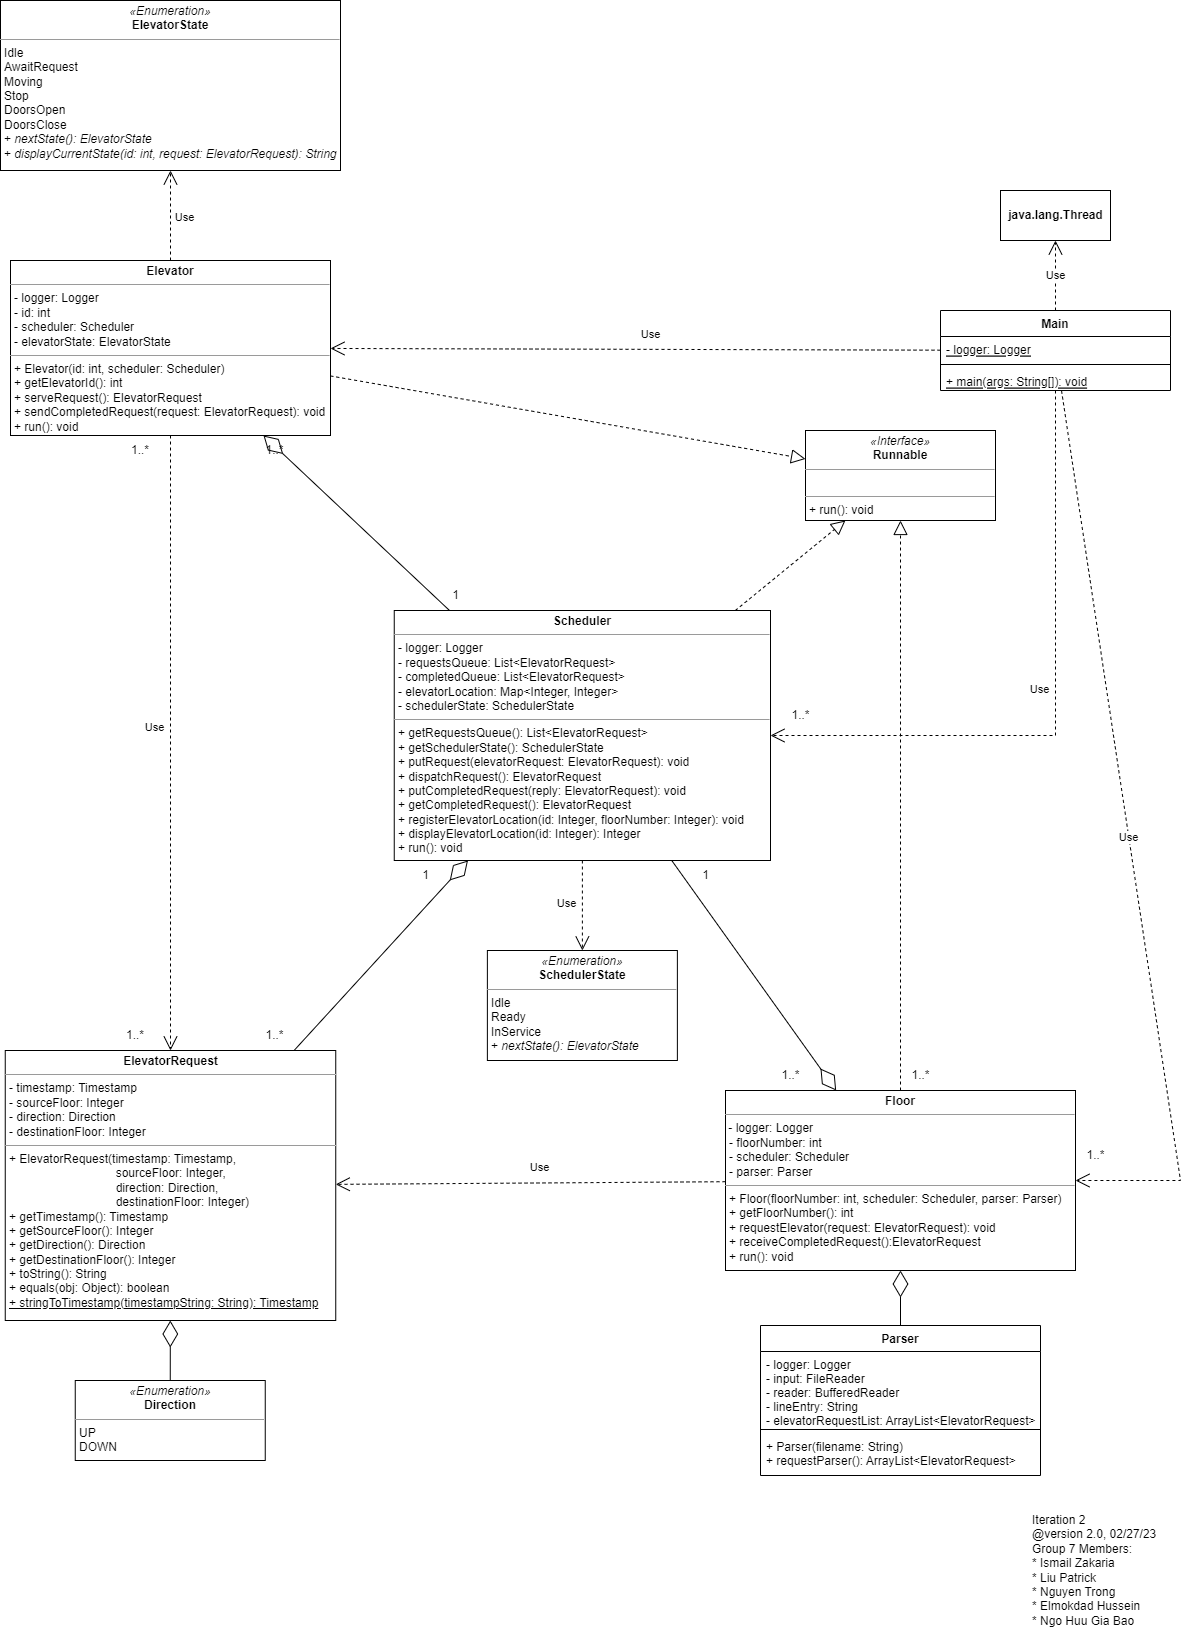 «Enumeration»
ElevatorState
Idle
AwaitRequest
Moving
Stop
DoorsOpen
DoorsClose
+ nextState(): ElevatorState
+ displayCurrentState(id: int, request: ElevatorRequest): String
Use
java.lang.Thread
Use
Elevator
- logger: Logger
- id: int
- scheduler: Scheduler
- elevatorState: ElevatorState
+ Elevator(id: int, scheduler: Scheduler)
+ getElevatorId(): int
+ serveRequest(): ElevatorRequest
+ sendCompletedRequest(request: ElevatorRequest): void
+ run(): void
Use
Main
- logger: Logger
+ main(args: String[]): void
1..*
1..*
«Interface»
Runnable
+ run(): void
1
Scheduler
- logger: Logger
- requestsQueue: List<ElevatorRequest>
- completedQueue: List<ElevatorRequest>
- elevatorLocation: Map<Integer, Integer>
- schedulerState: SchedulerState
+ getRequestsQueue(): List<ElevatorRequest>
+ getSchedulerState(): SchedulerState
+ putRequest(elevatorRequest: ElevatorRequest): void
+ dispatchRequest(): ElevatorRequest
+ putCompletedRequest(reply: ElevatorRequest): void
+ getCompletedRequest(): ElevatorRequest
+ registerElevatorLocation(id: Integer, floorNumber: Integer): void
+ displayElevatorLocation(id: Integer): Integer
+ run(): void
Use
Use
1..*
Use
1
Use
1
«Enumeration»
SchedulerState
Idle
Ready
InService
+ nextState(): ElevatorState
1..*
1..*
1..*
1..*
ElevatorRequest
- timestamp: Timestamp
- sourceFloor: Integer
- direction: Direction
- destinationFloor: Integer
+ ElevatorRequest(timestamp: Timestamp,
sourceFloor: Integer,
direction: Direction,
destinationFloor: Integer)
+ getTimestamp(): Timestamp
+ getSourceFloor(): Integer
+ getDirection(): Direction
+ getDestinationFloor(): Integer
+ toString(): String
+ equals(obj: Object): boolean
+ stringToTimestamp(timestampString: String): Timestamp
Use
Floor
- logger: Logger
- floorNumber: int
- scheduler: Scheduler
- parser: Parser
+ Floor(floorNumber: int, scheduler: Scheduler, parser: Parser)
+ getFloorNumber(): int
+ requestElevator(request: ElevatorRequest): void
+ receiveCompletedRequest():ElevatorRequest
+ run(): void
1..*
«Enumeration»
Direction
UP
DOWN
Parser
- logger: Logger
- input: FileReader
- reader: BufferedReader
- lineEntry: String
- elevatorRequestList: ArrayList<ElevatorRequest>
+ Parser(filename: String)
+ requestParser(): ArrayList<ElevatorRequest>
Iteration 2
@version 2.0, 02/27/23
Group 7 Members:
* Ismail Zakaria
* Liu Patrick
* Nguyen Trong
* Elmokdad Hussein
* Ngo Huu Gia Bao